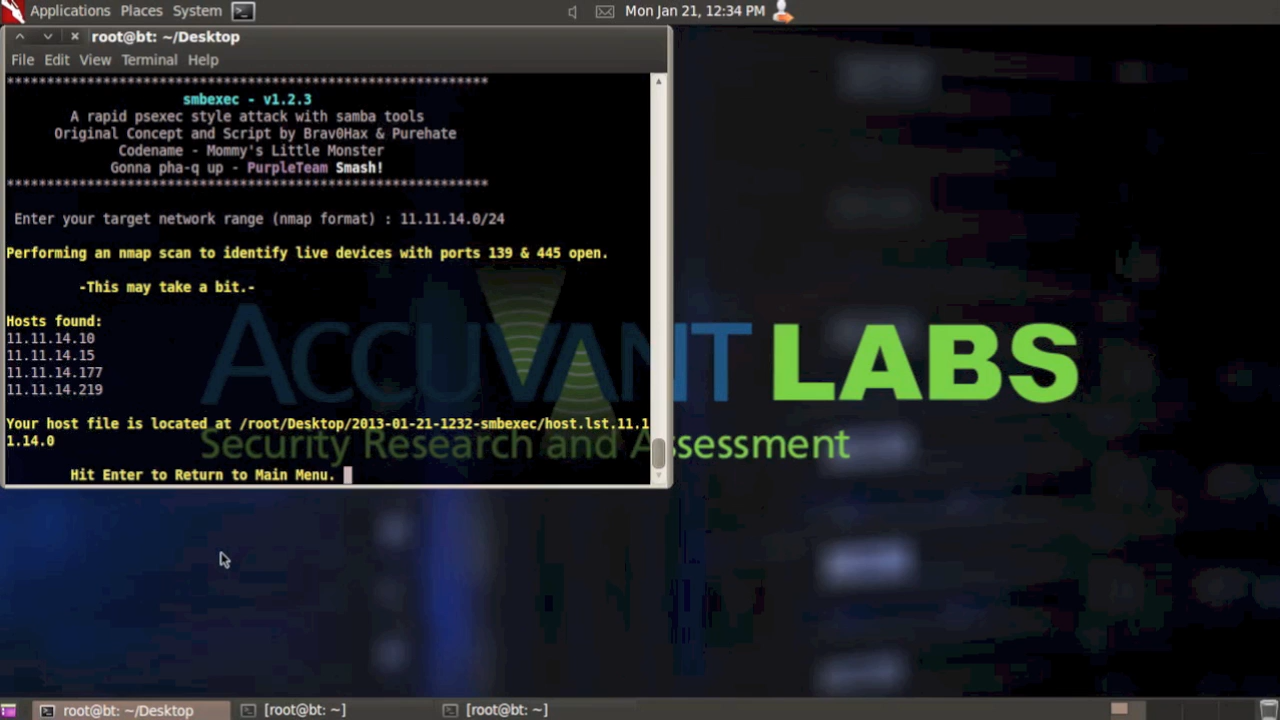 Applications Places System
Mon Jan 21, 12:34 PM
root@bt: ~/Desktop
File Edit View Terminal Help
************************************************************
smbexec - v1.2.3
A rapid psexec style attack with samba tools
Original Concept and Script by Brav0Hax & Purehate
Codename - Mommy's Little Monster
Gonna pha-q up - PurpleTeam Smash!
************************************************************
Enter your target network range (nmap format) : 11.11.14.0/24
Performing an nmap scan to identify live devices with ports 139 & 445 open.
-This may take a bit.-
Hosts found:
11.11.14.10
11.11.14.15
11.11.14.177
11.11.14.219
Your host file is located at /root/Desktop/2013-01-21-1232-smbexec/host.lst.11.1
1.14.0
Hit Enter to Return to Main Menu.
ACCUVANT LABS
Security Research and Assessment
root@bt: ~/Desktop
[root@bt: ~]
[root@bt: ~]